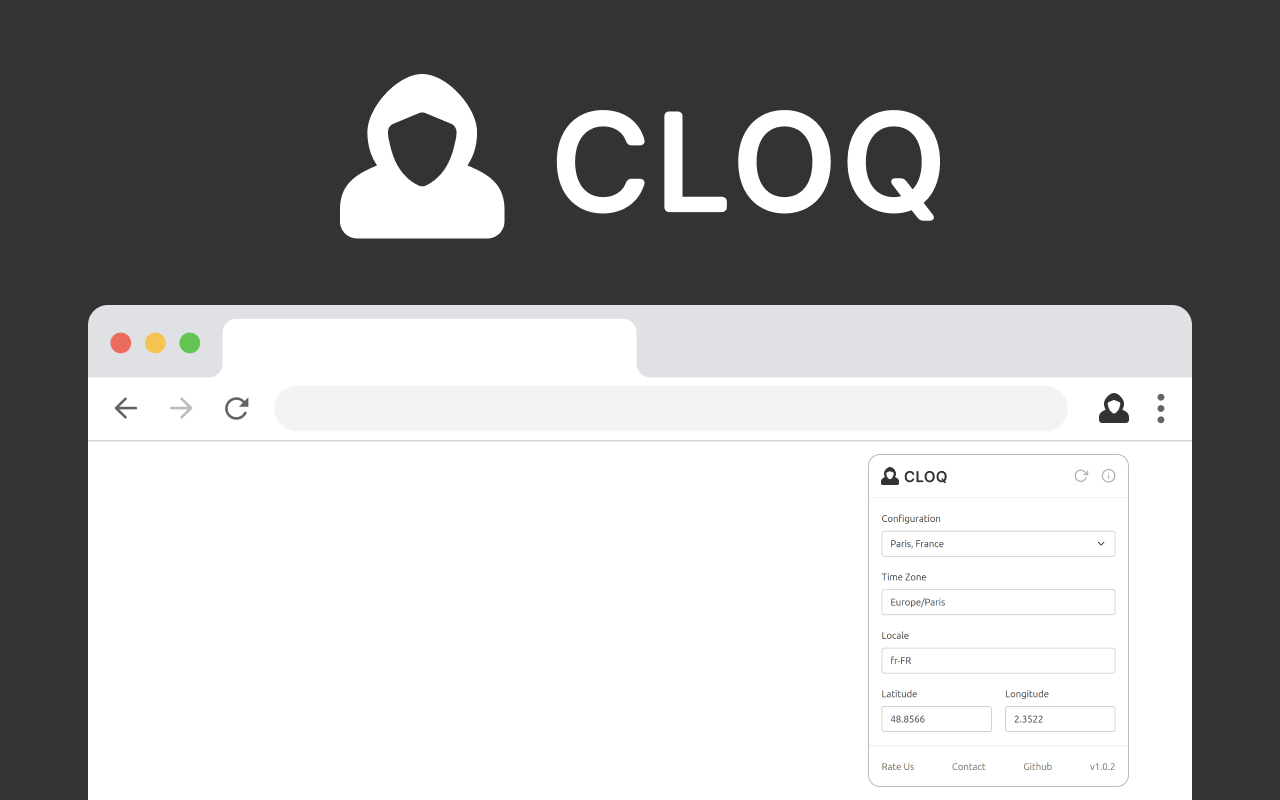 CLOQ
CLOQ
Configuration
Paris, France
Time Zone
Europe/Paris
Locale
fr-FR
Latitude Longitude
48.8566 2.3522
Rate Us Contact Github v1.0.2